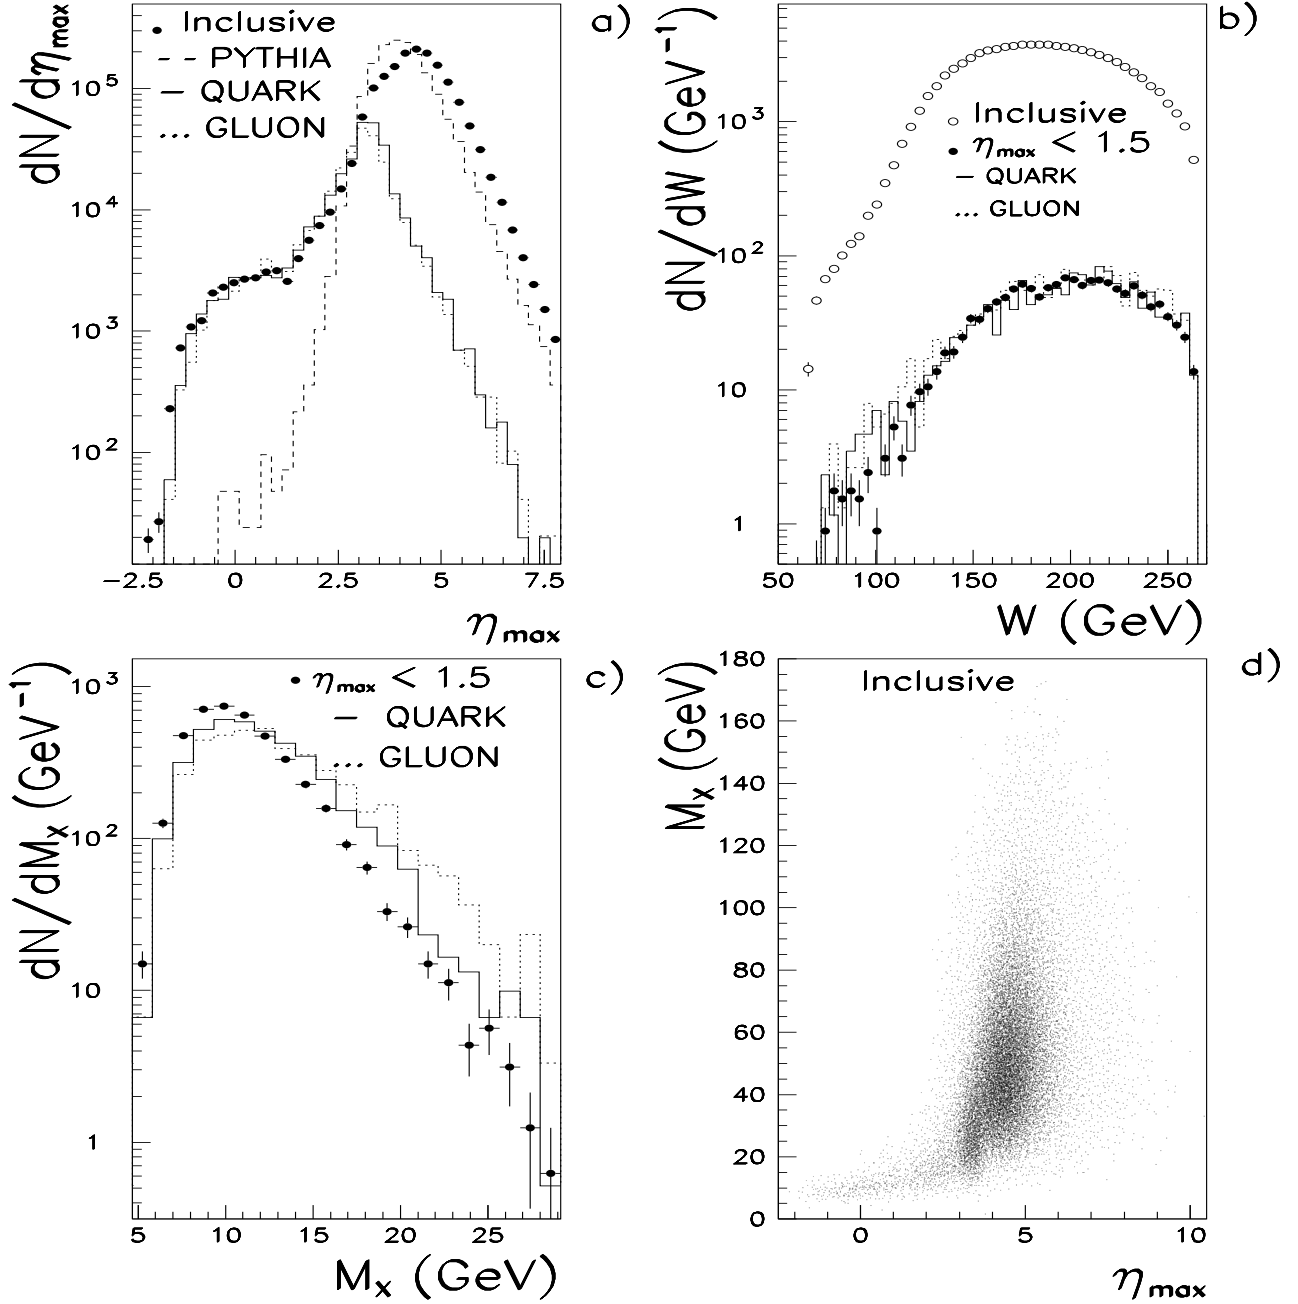 a)
dN/dη_max
● Inclusive
-- PYTHIA
— QUARK
... GLUON
10^5
10^4
10^3
10^2
−2.5 0 2.5 5 7.5
η_max
b)
dN/dW (GeV^−1)
○ Inclusive
● η_max < 1.5
— QUARK
... GLUON
10^3
10^2
10
1
50 100 150 200 250
W (GeV)
c)
dN/dM_x (GeV^−1)
● η_max < 1.5
— QUARK
... GLUON
10^3
10^2
10
1
5 10 15 20 25
M_x (GeV)
d)
M_x (GeV)
Inclusive
180
160
140
120
100
80
60
40
20
0
0 5 10
η_max